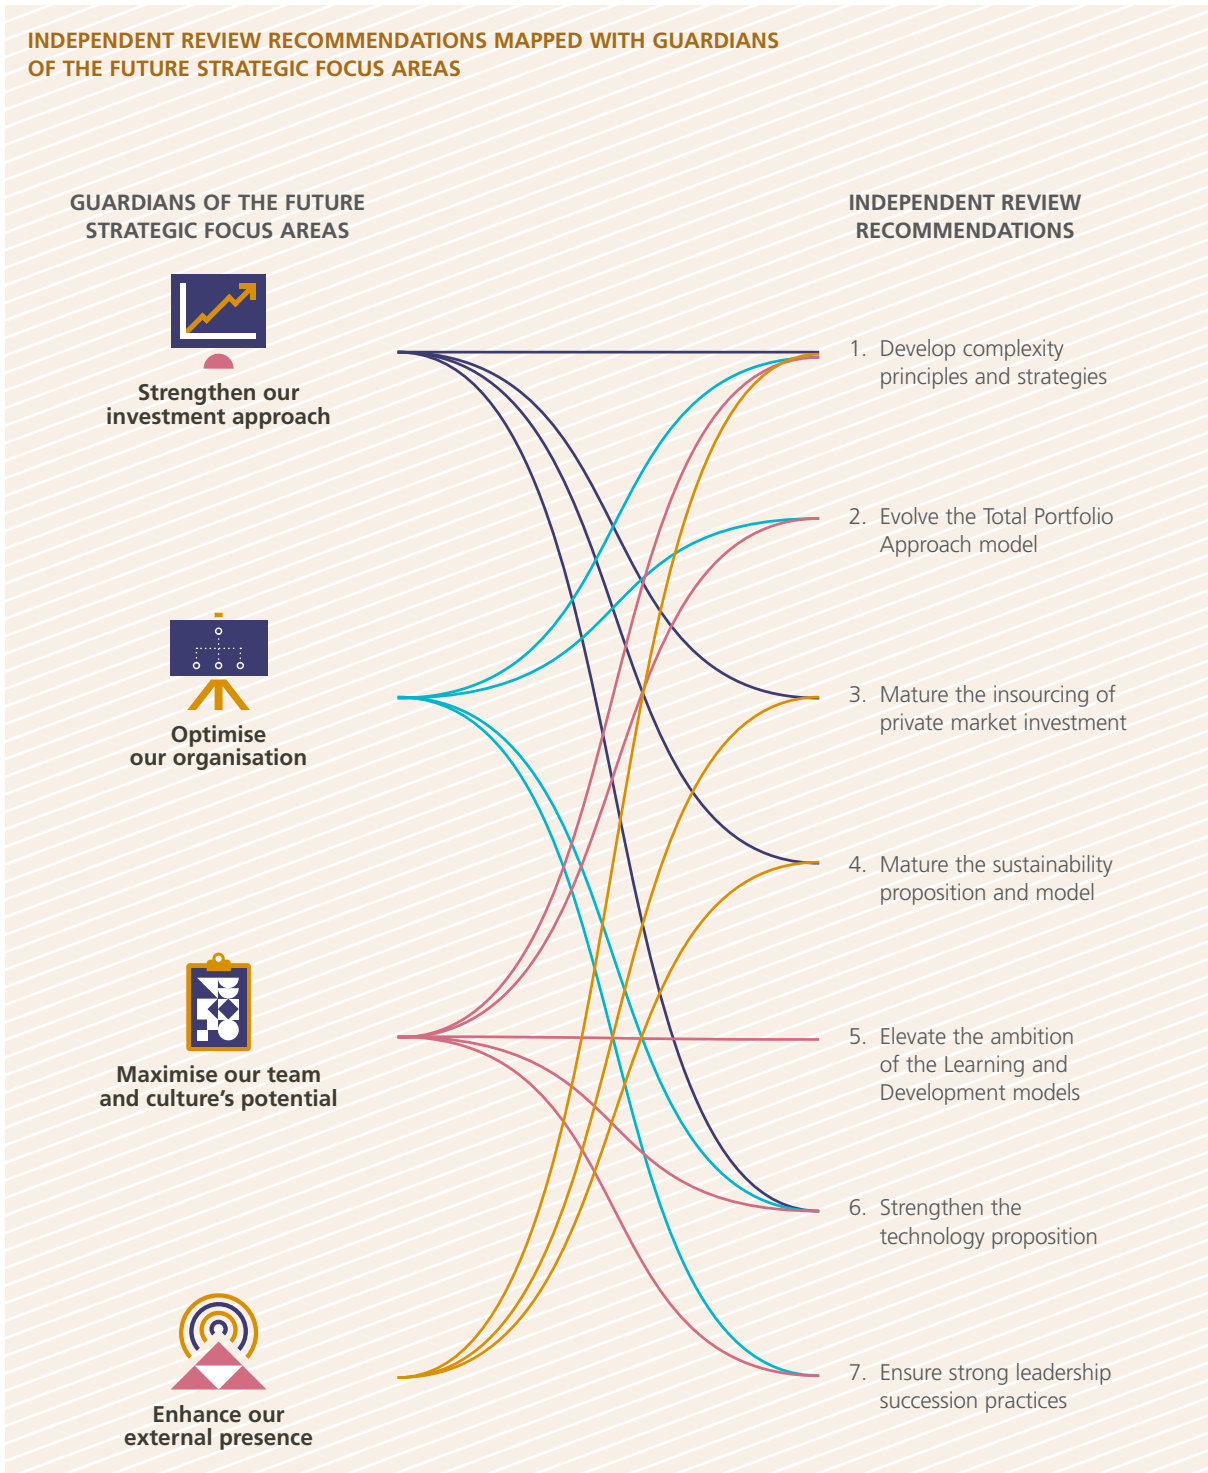 INDEPENDENT REVIEW RECOMMENDATIONS MAPPED WITH GUARDIANS
OF THE FUTURE STRATEGIC FOCUS AREAS
GUARDIANS OF THE FUTURE
STRATEGIC FOCUS AREAS
Strengthen our
investment approach
Optimise
our organisation
Maximise our team
and culture’s potential
Enhance our
external presence
INDEPENDENT REVIEW
RECOMMENDATIONS
1. Develop complexity
principles and strategies
2. Evolve the Total Portfolio
Approach model
3. Mature the insourcing of
private market investment
4. Mature the sustainability
proposition and model
5. Elevate the ambition
of the Learning and
Development models
6. Strengthen the
technology proposition
7. Ensure strong leadership
succession practices